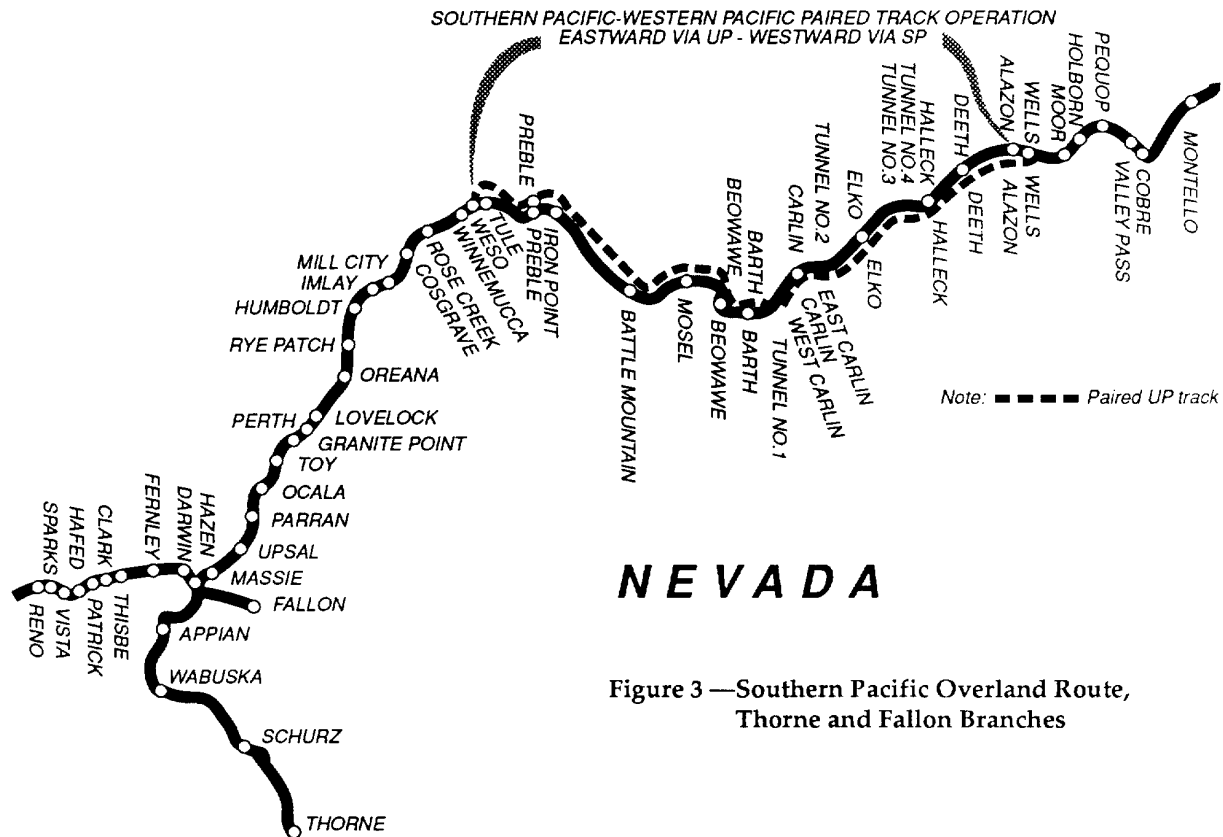 SOUTHERN PACIFIC-WESTERN PACIFIC PAIRED TRACK OPERATION
EASTWARD VIA UP - WESTWARD VIA SP
PREBLE
BEOWAWE
BARTH
CARLIN
TUNNEL NO.2
ELKO
TUNNEL NO.3
TUNNEL NO.4
HALLECK
DEETH
ALAZON
WELLS
MOOR
HOLBORN
PEQUOP
MONTELLO
COBRE
VALLEY PASS
WELLS
ALAZON
DEETH
HALLECK
ELKO
EAST CARLIN
CARLIN
WEST CARLIN
TUNNEL NO.1
BARTH
BEOWAWE
MOSEL
BATTLE MOUNTAIN
IRON POINT
PREBLE
TULE
WESO
WINNEMUCCA
ROSE CREEK
COSGRAVE
MILL CITY
IMLAY
HUMBOLDT
RYE PATCH
OREANA
PERTH
LOVELOCK
GRANITE POINT
TOY
OCALA
PARRAN
UPSAL
MASSIE
HAZEN
DARWIN
FERNLEY
CLARK
HAFED
SPARKS
RENO
VISTA
PATRICK
THISBE
FALLON
APPIAN
WABUSKA
SCHURZ
THORNE
Note: Paired UP track
NEVADA
Figure 3 —Southern Pacific Overland Route,
Thorne and Fallon Branches